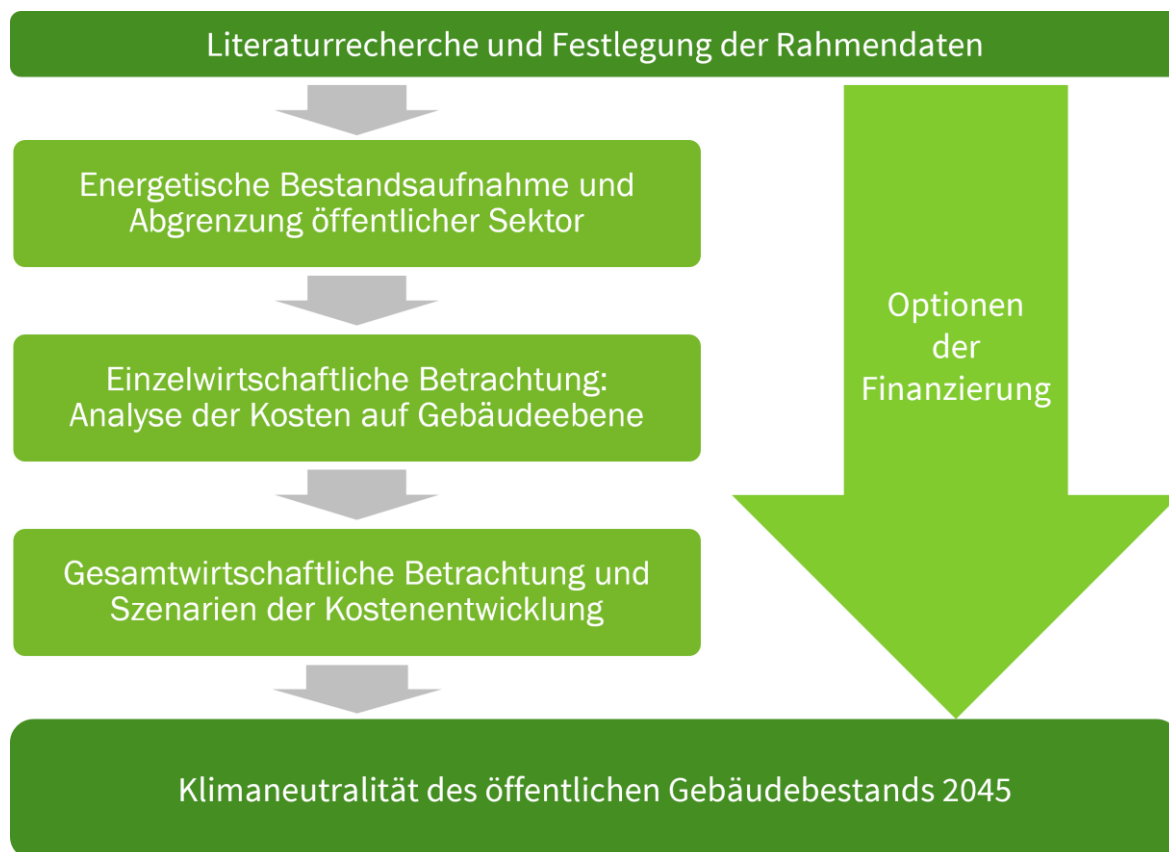 Literaturrecherche und Festlegung der Rahmendaten
Energetische Bestandsaufnahme und
Abgrenzung öffentlicher Sektor
Einzelwirtschaftliche Betrachtung:
Analyse der Kosten auf Gebäudeebene
Gesamtwirtschaftliche Betrachtung und
Szenarien der Kostenentwicklung
Optionen
der
Finanzierung
Klimaneutralität des öffentlichen Gebäudebestands 2045